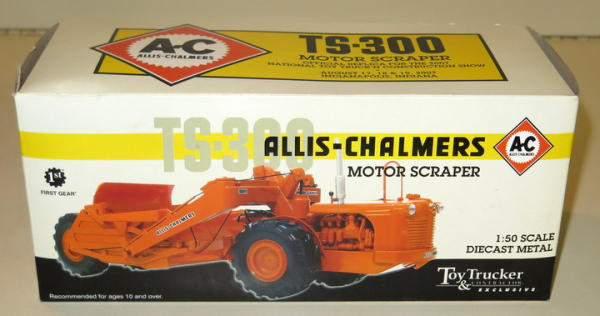 A-C
ALLIS-CHALMERS
TS-300
MOTOR SCRAPER
OFFICIAL REPLICA FOR THE 2007
NATIONAL TOY TRUCK N CONSTRUCTION SHOW
AUGUST 17, 18 & 19, 2007
INDIANAPOLIS, INDIANA
TS-300
ALLIS-CHALMERS
MOTOR SCRAPER
A-C
ALLIS-CHALMERS
1st
FIRST GEAR
ALLIS-CHALMERS
1:50 SCALE
DIECAST METAL
Toy Trucker
& CONTRACTOR
EXCLUSIVE
Recommended for ages 10 and over.